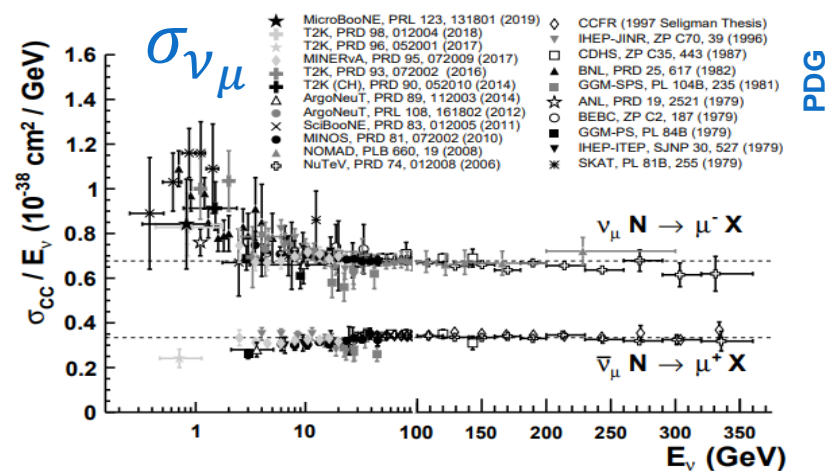 σνμ
PDG
MicroBooNE, PRL 123, 131801 (2019)
T2K, PRD 98, 012004 (2018)
T2K, PRD 96, 052001 (2017)
MINERvA, PRD 95, 072009 (2017)
T2K, PRD 93, 072002 (2016)
T2K (CH), PRD 90, 052010 (2014)
ArgoNeuT, PRD 89, 112003 (2014)
ArgoNeuT, PRL 108, 161802 (2012)
SciBooNE, PRD 83, 012005 (2011)
MINOS, PRD 81, 072002 (2010)
NOMAD, PLB 660, 19 (2008)
NuTeV, PRD 74, 012008 (2006)
CCFR (1997 Seligman Thesis)
IHEP-JINR, ZP C70, 39 (1996)
CDHS, ZP C35, 443 (1987)
BNL, PRD 25, 617 (1982)
GGM-SPS, PL 104B, 235 (1981)
ANL, PRD 19, 2521 (1979)
BEBC, ZP C2, 187 (1979)
GGM-PS, PL 84B (1979)
IHEP-ITEP, SJNP 30, 527 (1979)
SKAT, PL 81B, 255 (1979)
σCC / Eν (10⁻³⁸ cm² / GeV)
1.6
1.4
1.2
1
0.8
0.6
0.4
0.2
0
νμ N → μ⁻ X
ν̄μ N → μ⁺ X
1 10 100 150 200 250 300 350
Eν (GeV)